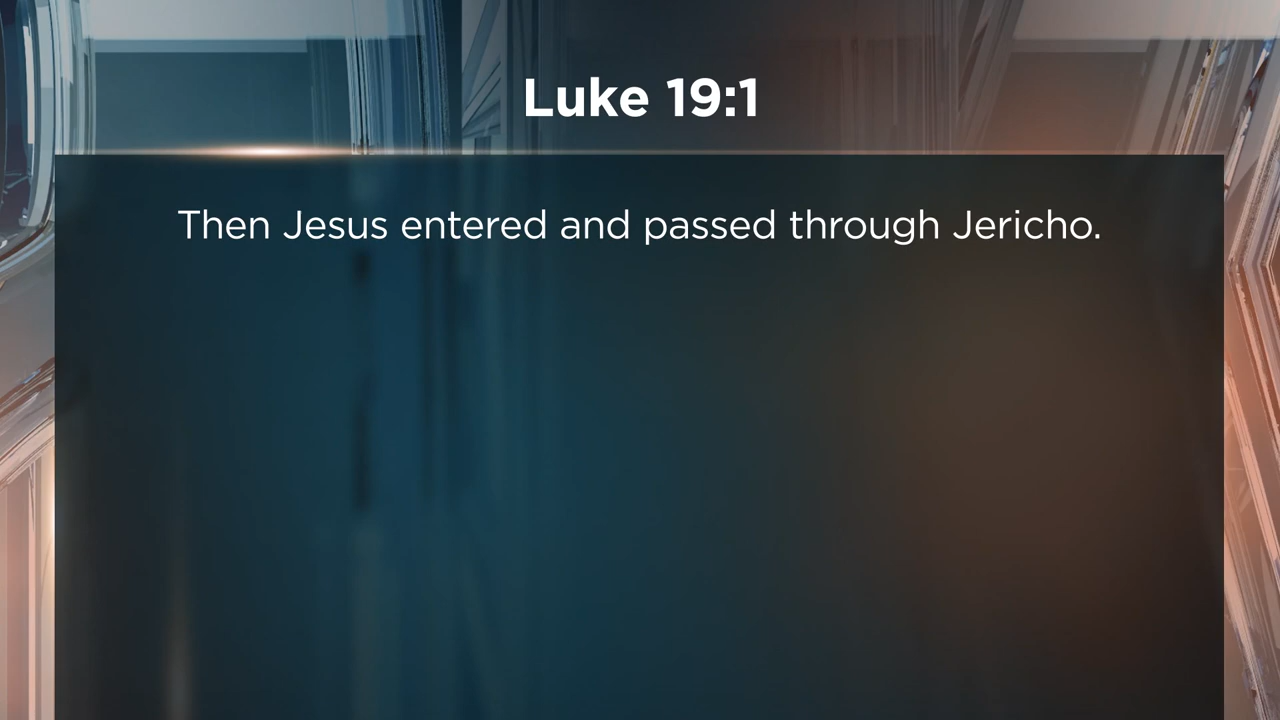 Luke 19:1
Then Jesus entered and passed through Jericho.